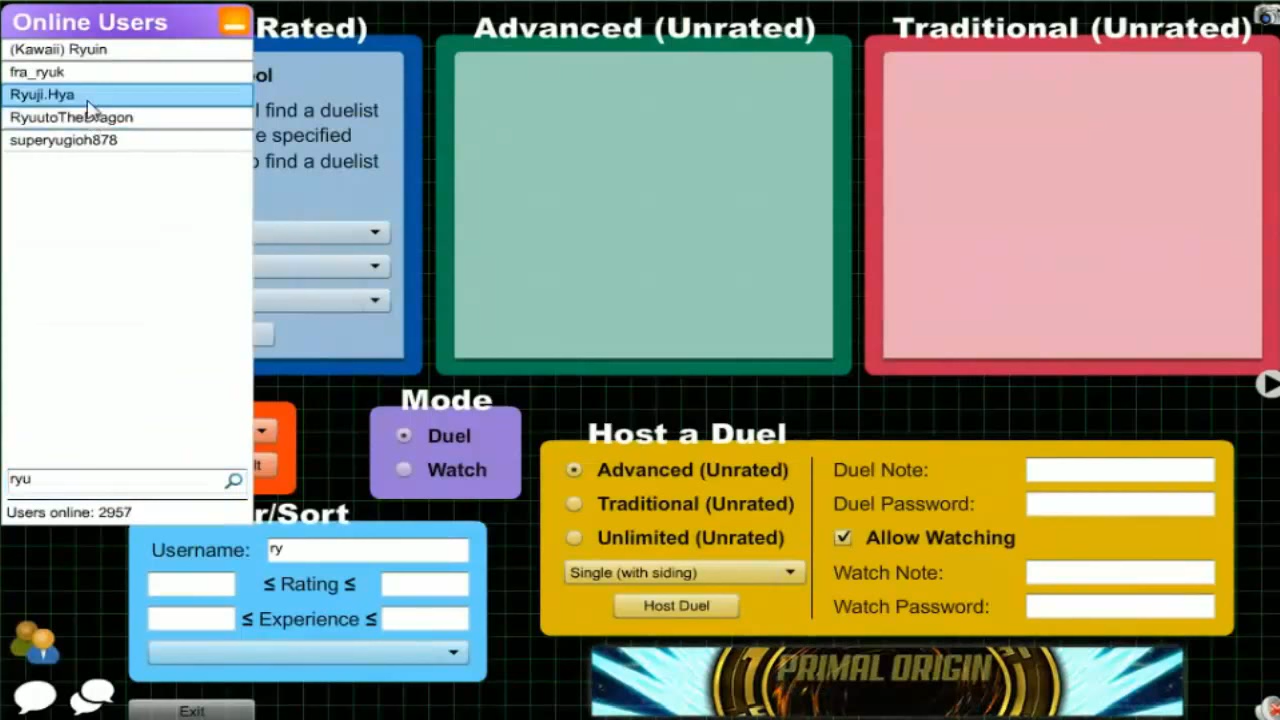 Online Users
(Kawaii) Ryuin
fra_ryuk
Ryuji.Hya
RyuutoTheDragon
superyugioh878
ryu
Users online: 2957
Rated)
ol
l find a duelist
e specified
o find a duelist
Advanced (Unrated)
Traditional (Unrated)
lt
Mode
Duel
Watch
r/Sort
Username: ry
≤ Rating ≤
≤ Experience ≤
Exit
Host a Duel
Advanced (Unrated)
Traditional (Unrated)
Unlimited (Unrated)
Single (with siding)
Host Duel
Duel Note:
Duel Password:
Allow Watching
Watch Note:
Watch Password:
PRIMAL ORIGIN